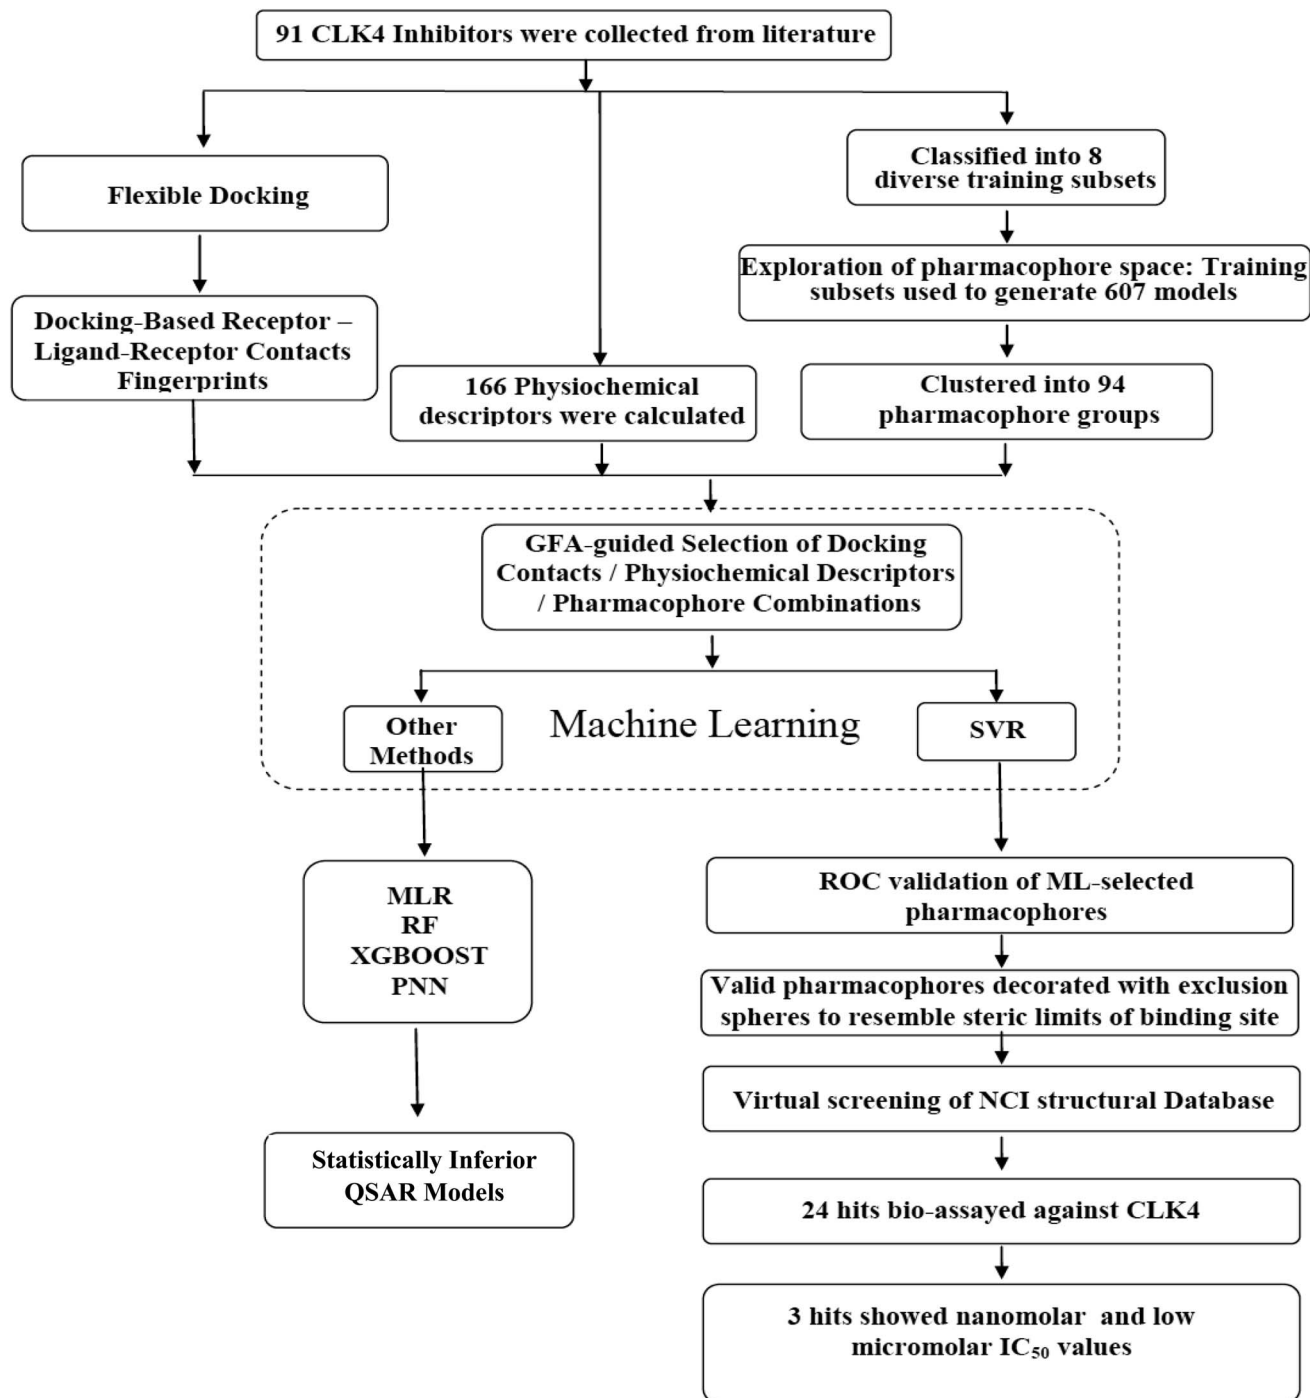 91 CLK4 Inhibitors were collected from literature
Flexible Docking
Docking-Based Receptor –
Ligand-Receptor Contacts
Fingerprints
166 Physiochemical
descriptors were calculated
Classified into 8
diverse training subsets
Exploration of pharmacophore space: Training
subsets used to generate 607 models
Clustered into 94
pharmacophore groups
GFA-guided Selection of Docking
Contacts / Physiochemical Descriptors
/ Pharmacophore Combinations
Machine Learning
Other
Methods
SVR
MLR
RF
XGBOOST
PNN
Statistically Inferior
QSAR Models
ROC validation of ML-selected
pharmacophores
Valid pharmacophores decorated with exclusion
spheres to resemble steric limits of binding site
Virtual screening of NCI structural Database
24 hits bio-assayed against CLK4
3 hits showed nanomolar and low
micromolar IC₅₀ values